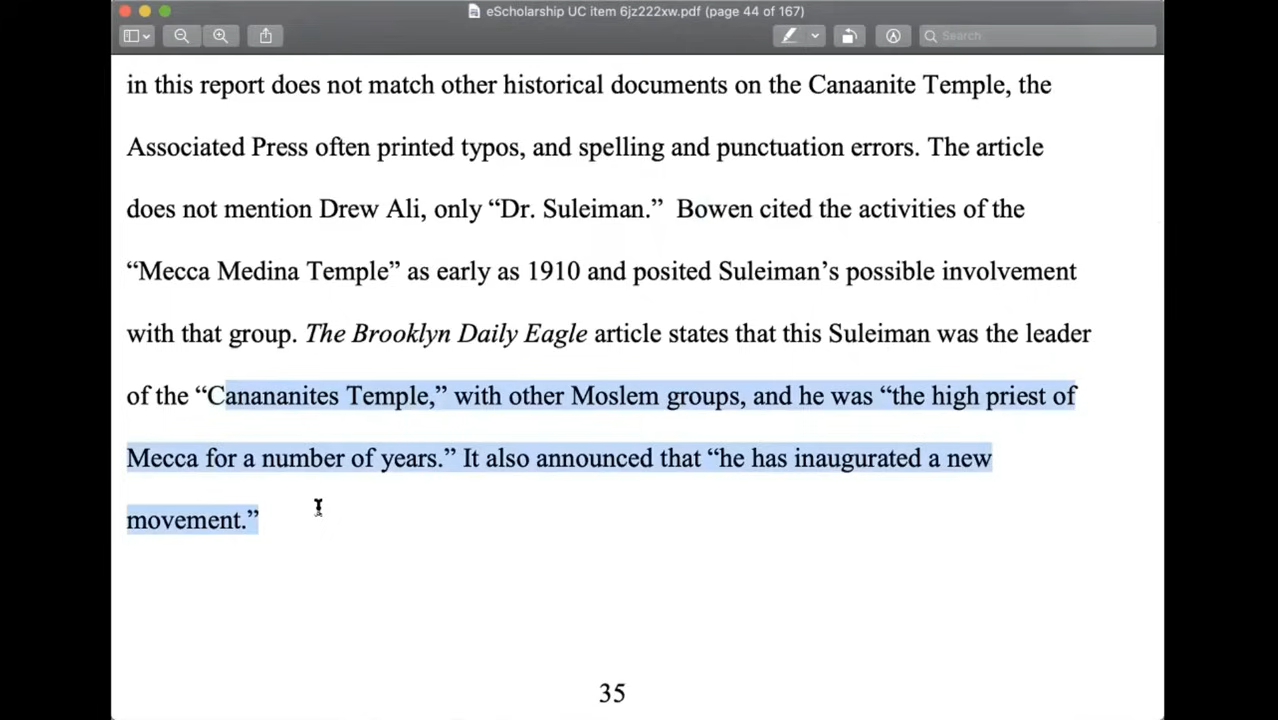 eScholarship UC item 6jz222xw.pdf (page 44 of 167)
Search
in this report does not match other historical documents on the Canaanite Temple, the
Associated Press often printed typos, and spelling and punctuation errors. The article
does not mention Drew Ali, only “Dr. Suleiman.”  Bowen cited the activities of the
“Mecca Medina Temple” as early as 1910 and posited Suleiman’s possible involvement
with that group. The Brooklyn Daily Eagle article states that this Suleiman was the leader
of the “Canananites Temple,” with other Moslem groups, and he was “the high priest of
Mecca for a number of years.” It also announced that “he has inaugurated a new
movement.”
35